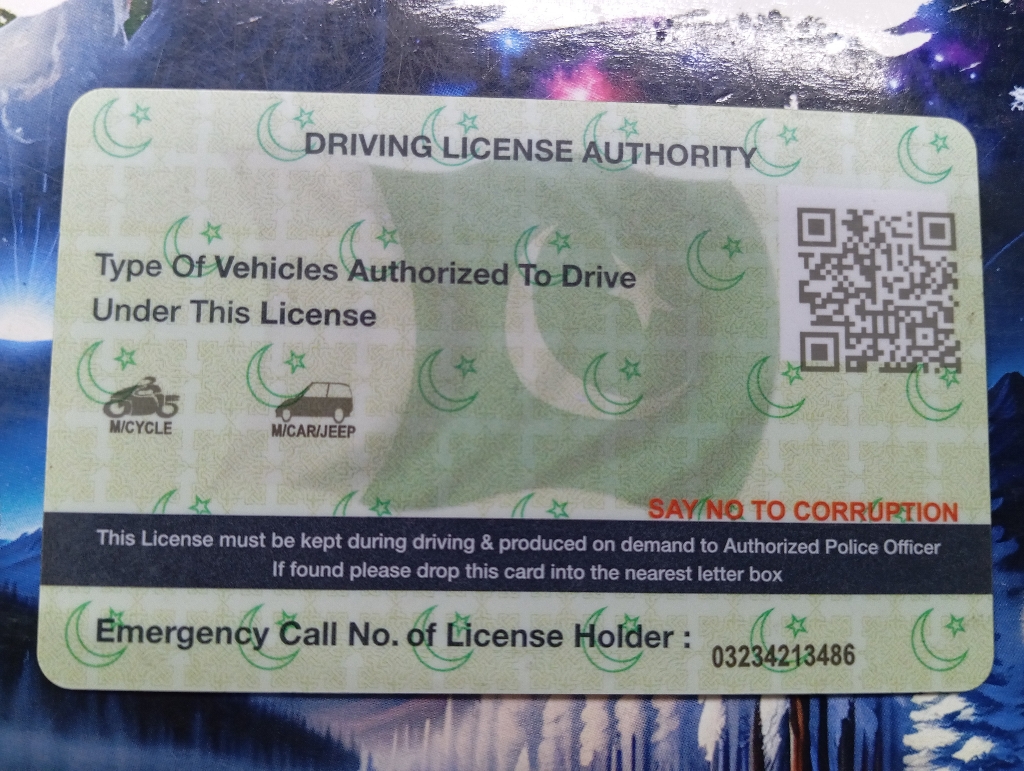 DRIVING LICENSE AUTHORITY
Type Of Vehicles Authorized To Drive
Under This License
M/CYCLE
M/CAR/JEEP
SAY NO TO CORRUPTION
This License must be kept during driving & produced on demand to Authorized Police Officer
If found please drop this card into the nearest letter box
Emergency Call No. of License Holder : 03234213486